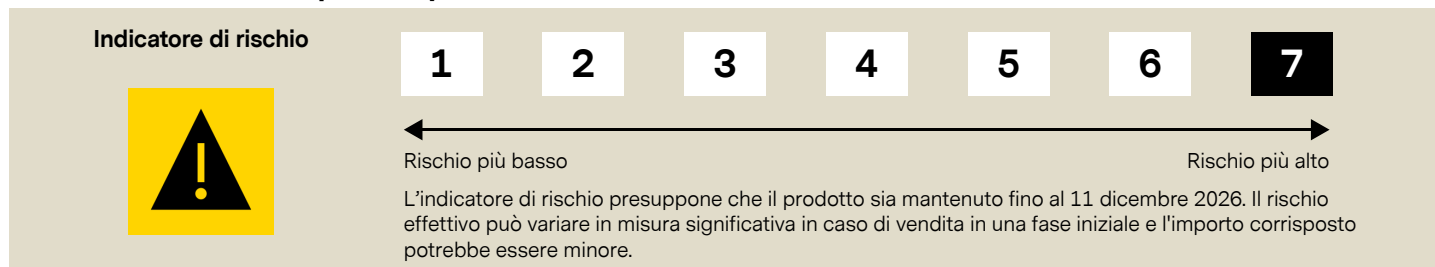 Indicatore di rischio
1 2 3 4 5 6 7
Rischio più basso Rischio più alto
L'indicatore di rischio presuppone che il prodotto sia mantenuto fino al 11 dicembre 2026. Il rischio
effettivo può variare in misura significativa in caso di vendita in una fase iniziale e l'importo corrisposto
potrebbe essere minore.